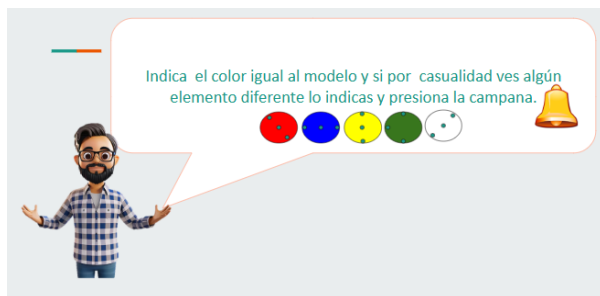 Indica el color igual al modelo y si por casualidad ves algún
elemento diferente lo indicas y presiona la campana.